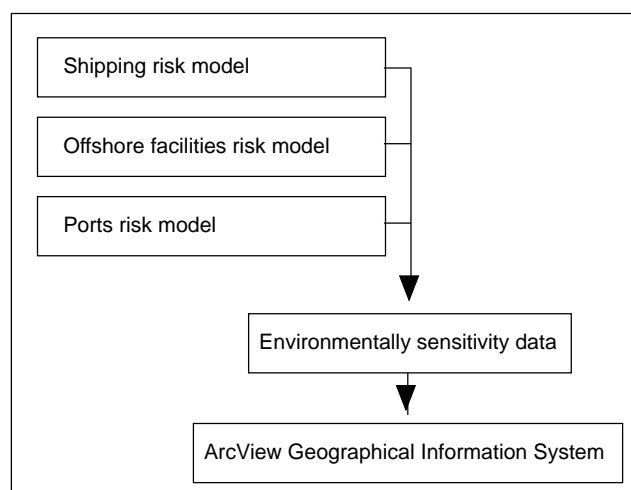 Shipping risk model
Offshore facilities risk model
Ports risk model
Environmentally sensitivity data
ArcView Geographical Information System